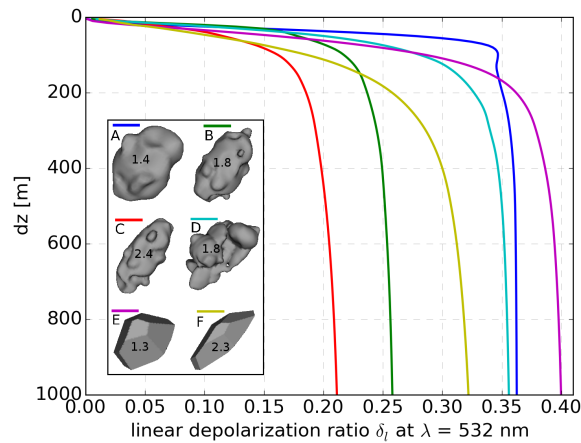 0
200
400
600
800
1000
dz [m]
A
B
1.4
1.8
C
D
2.4
1.8
E
F
1.3
2.3
0.00 0.05 0.10 0.15 0.20 0.25 0.30 0.35 0.40
linear depolarization ratio δₗ at λ = 532 nm